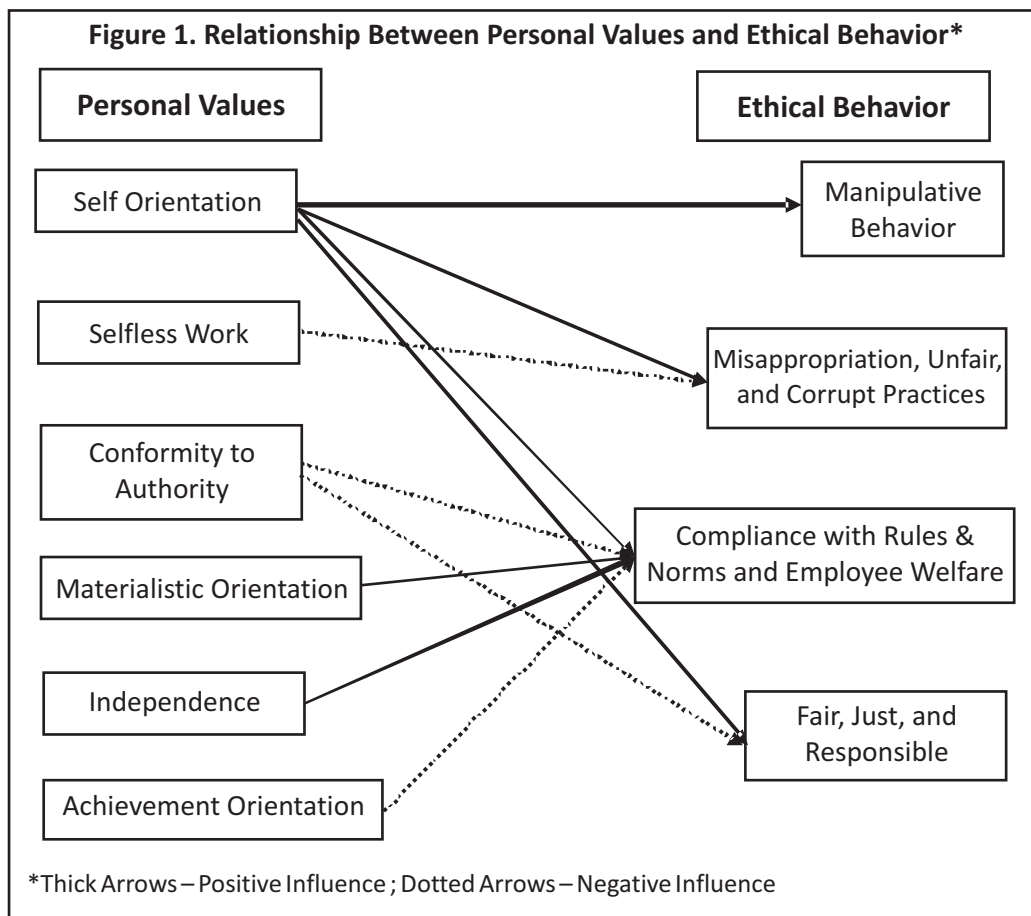 Figure 1. Relationship Between Personal Values and Ethical Behavior*
Personal Values
Ethical Behavior
Self Orientation
Manipulative
Behavior
Selfless Work
Misappropriation, Unfair,
and Corrupt Practices
Conformity to
Authority
Compliance with Rules &
Norms and Employee Welfare
Materialistic Orientation
Independence
Fair, Just, and
Responsible
Achievement Orientation
*Thick Arrows – Positive Influence ; Dotted Arrows – Negative Influence